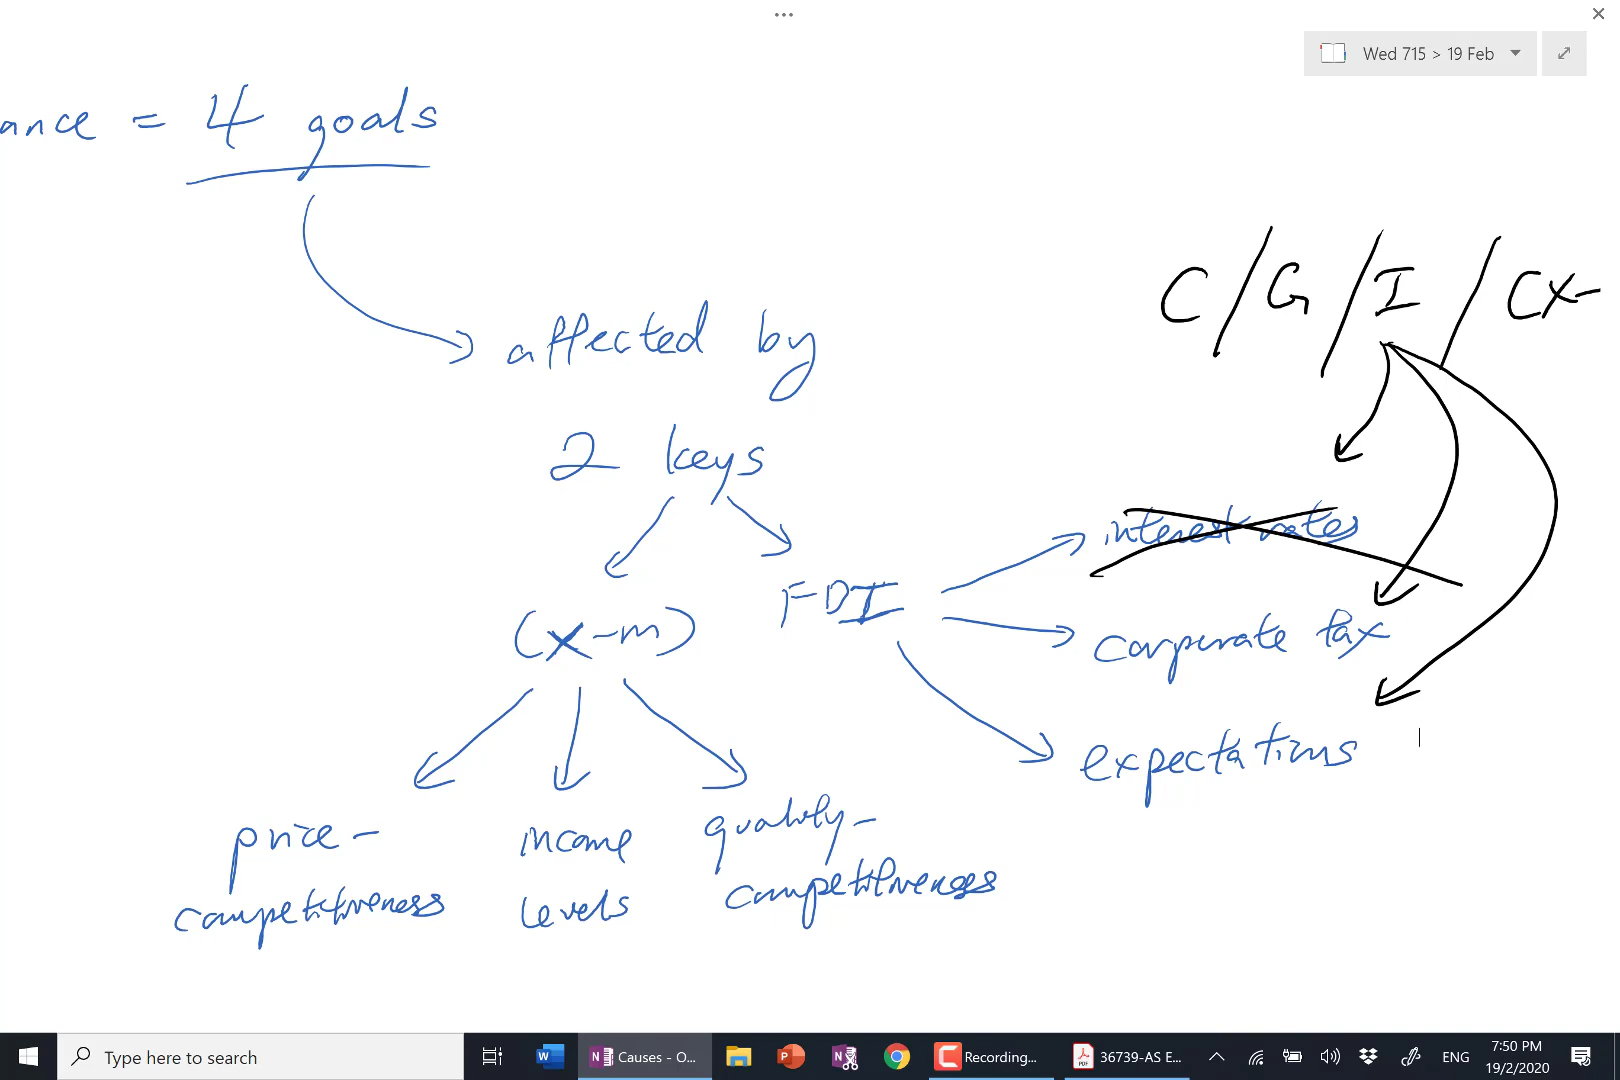 ...
Wed 715 > 19 Feb
ance = 4 goals
C/G/I/(X-
affected by
2 keys
interest rates
FDI
(X-m)
corporate tax
expectations
price-
competitiveness
income
levels
quality-
competitiveness
Type here to search
Causes - O...
Recording...
36739-AS E...
ENG
7:50 PM
19/2/2020